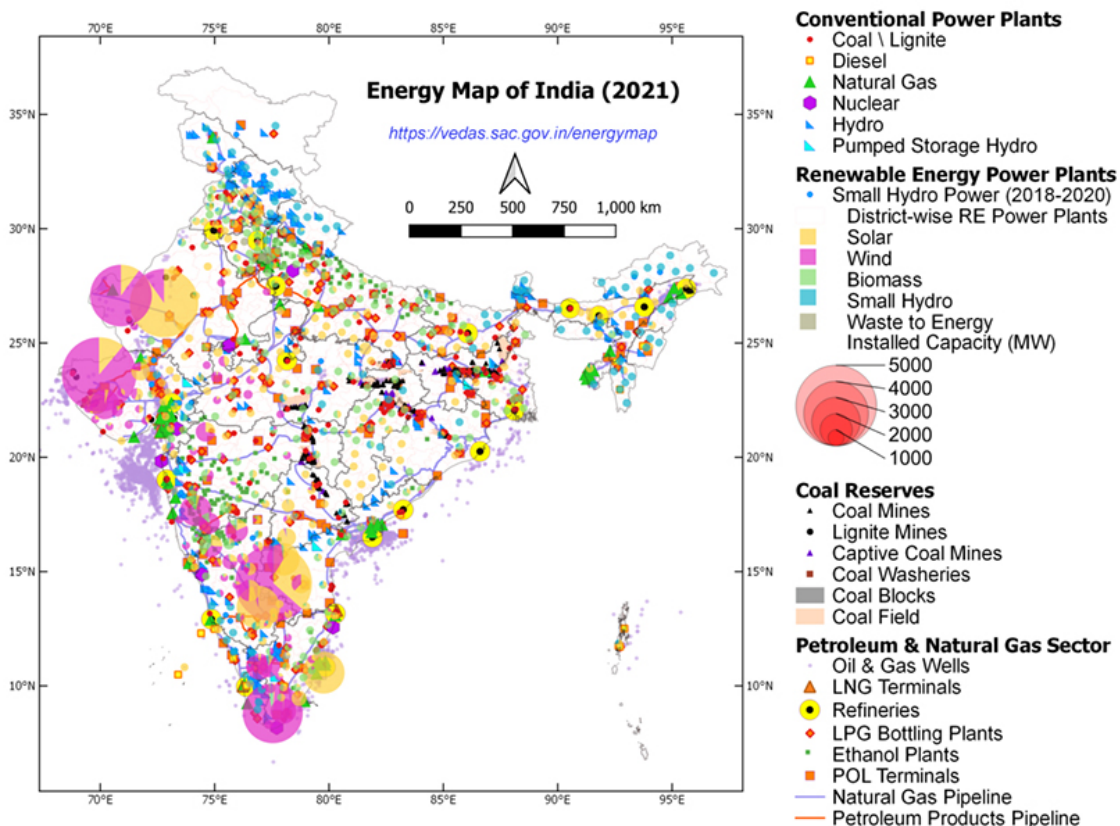 70°E 75°E 80°E 85°E 90°E 95°E
35°N
30°N
25°N
20°N
15°N
10°N
Energy Map of India (2021)
https://vedas.sac.gov.in/energymap
0 250 500 750 1,000 km
35°N
30°N
25°N
20°N
15°N
10°N
70°E 75°E 80°E 85°E 90°E 95°E
Conventional Power Plants
Coal \ Lignite
Diesel
Natural Gas
Nuclear
Hydro
Pumped Storage Hydro
Renewable Energy Power Plants
Small Hydro Power (2018-2020)
District-wise RE Power Plants
Solar
Wind
Biomass
Small Hydro
Waste to Energy
Installed Capacity (MW)
5000
4000
3000
2000
1000
Coal Reserves
Coal Mines
Lignite Mines
Captive Coal Mines
Coal Washeries
Coal Blocks
Coal Field
Petroleum & Natural Gas Sector
Oil & Gas Wells
LNG Terminals
Refineries
LPG Bottling Plants
Ethanol Plants
POL Terminals
Natural Gas Pipeline
Petroleum Products Pipeline